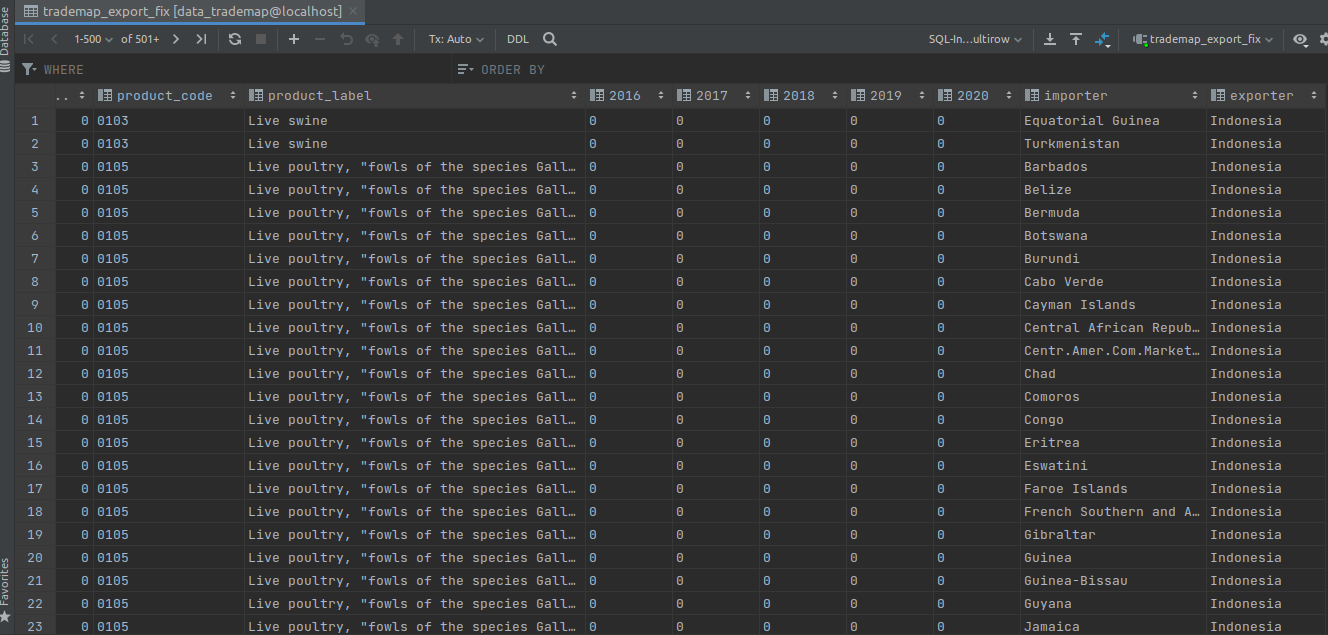 Database
trademap_export_fix [data_trademap@localhost]
1-500 of 501+ Tx: Auto DDL SQL-In...ultirow trademap_export_fix
WHERE ORDER BY
.. product_code product_label 2016 2017 2018 2019 2020 importer exporter
1 0 0103 Live swine 0 0 0 0 0 Equatorial Guinea Indonesia
2 0 0103 Live swine 0 0 0 0 0 Turkmenistan Indonesia
3 0 0105 Live poultry, "fowls of the species Gall… 0 0 0 0 0 Barbados Indonesia
4 0 0105 Live poultry, "fowls of the species Gall… 0 0 0 0 0 Belize Indonesia
5 0 0105 Live poultry, "fowls of the species Gall… 0 0 0 0 0 Bermuda Indonesia
6 0 0105 Live poultry, "fowls of the species Gall… 0 0 0 0 0 Botswana Indonesia
7 0 0105 Live poultry, "fowls of the species Gall… 0 0 0 0 0 Burundi Indonesia
8 0 0105 Live poultry, "fowls of the species Gall… 0 0 0 0 0 Cabo Verde Indonesia
9 0 0105 Live poultry, "fowls of the species Gall… 0 0 0 0 0 Cayman Islands Indonesia
10 0 0105 Live poultry, "fowls of the species Gall… 0 0 0 0 0 Central African Repub… Indonesia
11 0 0105 Live poultry, "fowls of the species Gall… 0 0 0 0 0 Centr.Amer.Com.Market… Indonesia
12 0 0105 Live poultry, "fowls of the species Gall… 0 0 0 0 0 Chad Indonesia
13 0 0105 Live poultry, "fowls of the species Gall… 0 0 0 0 0 Comoros Indonesia
14 0 0105 Live poultry, "fowls of the species Gall… 0 0 0 0 0 Congo Indonesia
15 0 0105 Live poultry, "fowls of the species Gall… 0 0 0 0 0 Eritrea Indonesia
16 0 0105 Live poultry, "fowls of the species Gall… 0 0 0 0 0 Eswatini Indonesia
17 0 0105 Live poultry, "fowls of the species Gall… 0 0 0 0 0 Faroe Islands Indonesia
18 0 0105 Live poultry, "fowls of the species Gall… 0 0 0 0 0 French Southern and A… Indonesia
19 0 0105 Live poultry, "fowls of the species Gall… 0 0 0 0 0 Gibraltar Indonesia
20 0 0105 Live poultry, "fowls of the species Gall… 0 0 0 0 0 Guinea Indonesia
21 0 0105 Live poultry, "fowls of the species Gall… 0 0 0 0 0 Guinea-Bissau Indonesia
22 0 0105 Live poultry, "fowls of the species Gall… 0 0 0 0 0 Guyana Indonesia
23 0 0105 Live poultry, "fowls of the species Gall… 0 0 0 0 0 Jamaica Indonesia
Favorites